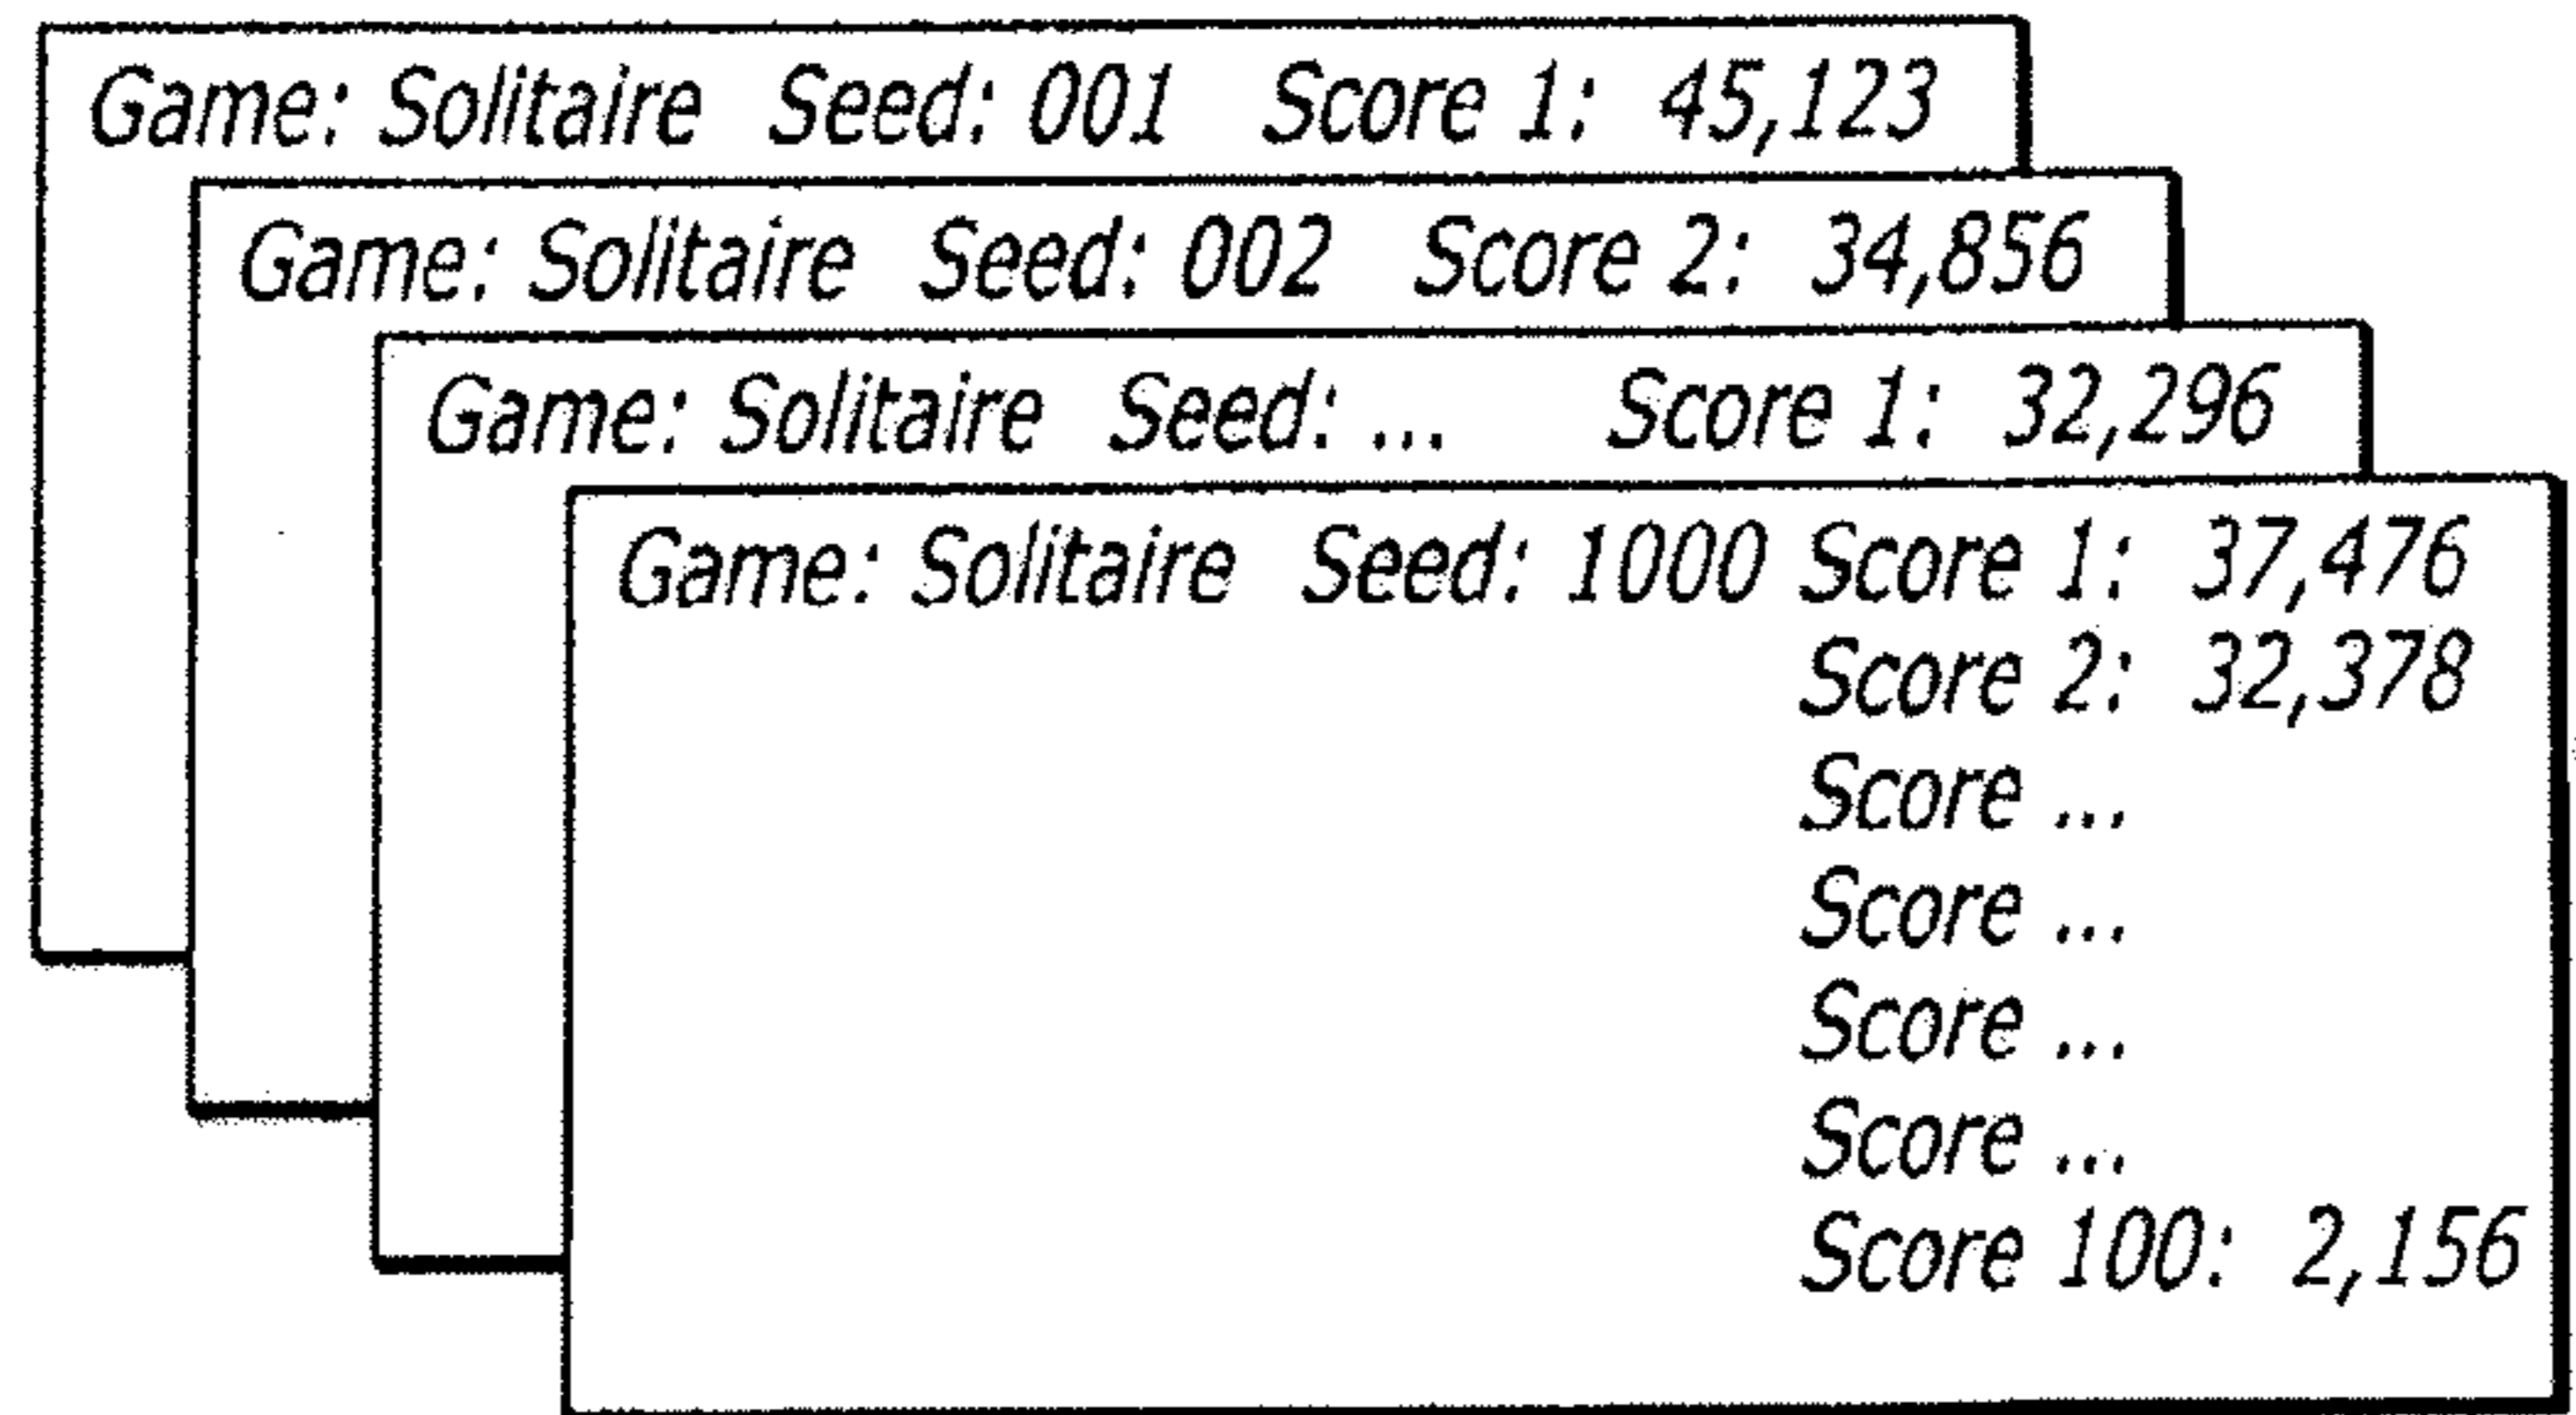 Game: Solitaire Seed: 001 Score 1: 45,123
Game: Solitaire Seed: 002 Score 2: 34,856
Game: Solitaire Seed: ... Score 1: 32,296
Game: Solitaire Seed: 1000 Score 1: 37,476
Score 2: 32,378
Score ...
Score ...
Score ...
Score ...
Score 100: 2,156